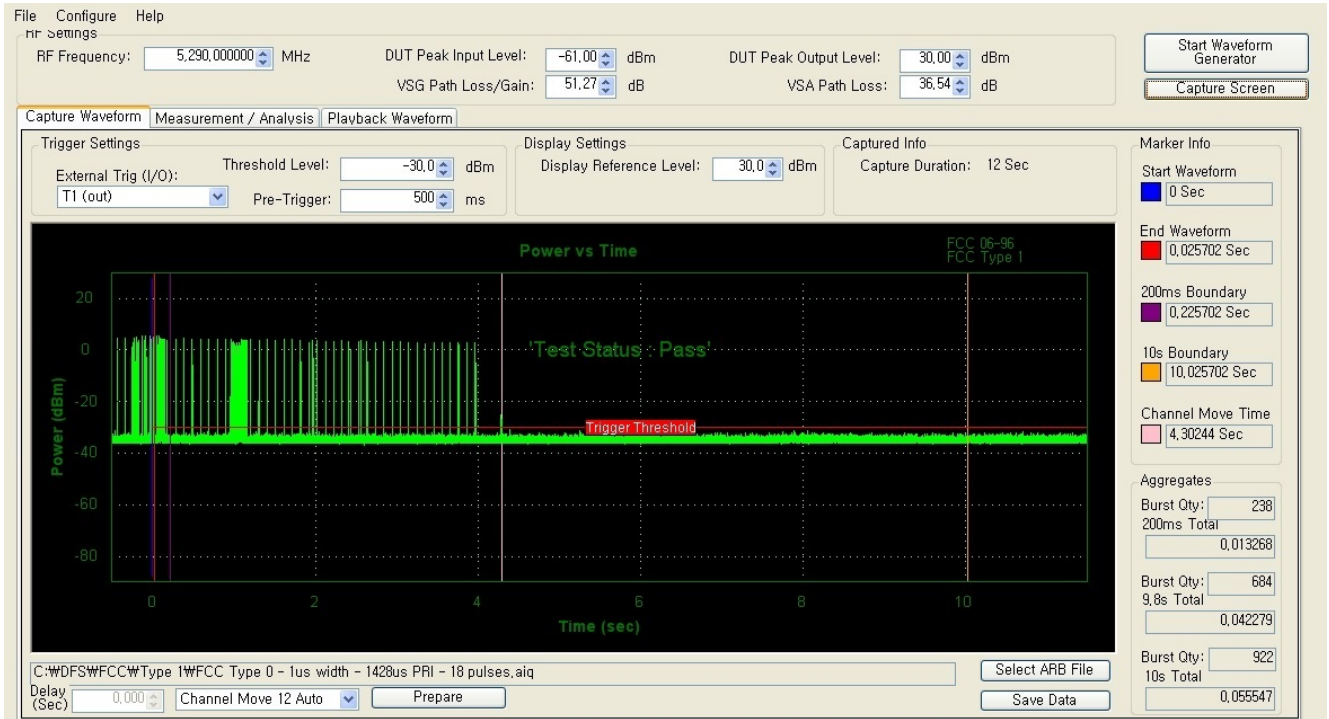 File Configure Help
RF Settings
RF Frequency: 5,290,000000 MHz
DUT Peak Input Level: -61,00 dBm
DUT Peak Output Level: 30,00 dBm
VSG Path Loss/Gain: 51,27 dB
VSA Path Loss: 36,54 dB
Start Waveform
Generator
Capture Screen
Capture Waveform Measurement / Analysis Playback Waveform
Trigger Settings
External Trig (I/O):
T1 (out)
Threshold Level: -30,0 dBm
Pre-Trigger: 500 ms
Display Settings
Display Reference Level: 30,0 dBm
Captured Info
Capture Duration: 12 Sec
Power vs Time
FCC 06-96
FCC Type 1
'Test Status : Pass'
Trigger Threshold
Power (dBm)
20
0
-20
-40
-60
-80
0 2 4 6 8 10
Time (sec)
Marker Info
Start Waveform
0 Sec
End Waveform
0,025702 Sec
200ms Boundary
0,225702 Sec
10s Boundary
10,025702 Sec
Channel Move Time
4,30244 Sec
Aggregates
Burst Qty: 238
200ms Total
0,013268
Burst Qty: 684
9,8s Total
0,042279
Burst Qty: 922
10s Total
0,055547
C:₩DFS₩FCC₩Type 1₩FCC Type 0 - 1us width - 1428us PRI - 18 pulses,aiq
Select ARB File
Delay
(Sec) 0,000 Channel Move 12 Auto Prepare
Save Data